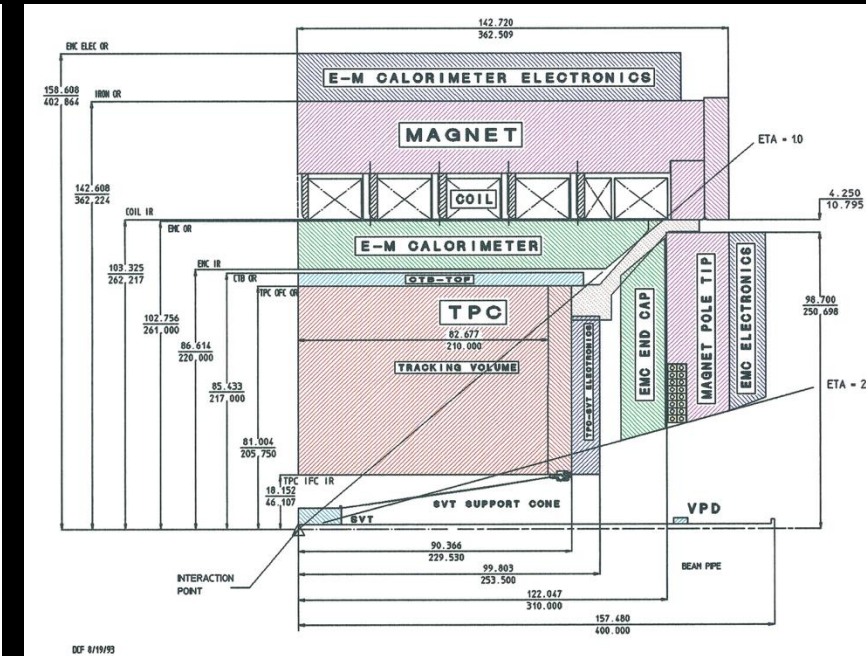 142.720
362.509
EMC ELEC OR
E-M CALORIMETER ELECTRONICS
158.608
402.864
IRON OR
MAGNET
ETA = 1.0
142.608
362.224
COIL
4.250
10.795
COIL IR
EMC OR
E-M CALORIMETER
103.325
262.217
EMC IR
CTB OR
CTB-TOF
TPC OFC OR
TPC
102.756
261.000
82.677
210.000
98.700
250.698
86.614
220.000
TRACKING VOLUME
TPC-SVT ELECTRONICS
EMC END CAP
MAGNET POLE TIP
EMC ELECTRONICS
85.433
217.000
ETA = 2
81.004
205.750
TPC IFC IR
18.152
46.107
SVT SUPPORT CONE
VPD
SVT
90.366
229.530
BEAM PIPE
INTERACTION
POINT
99.803
253.500
122.047
310.000
157.480
400.000
DCF 8/19/93